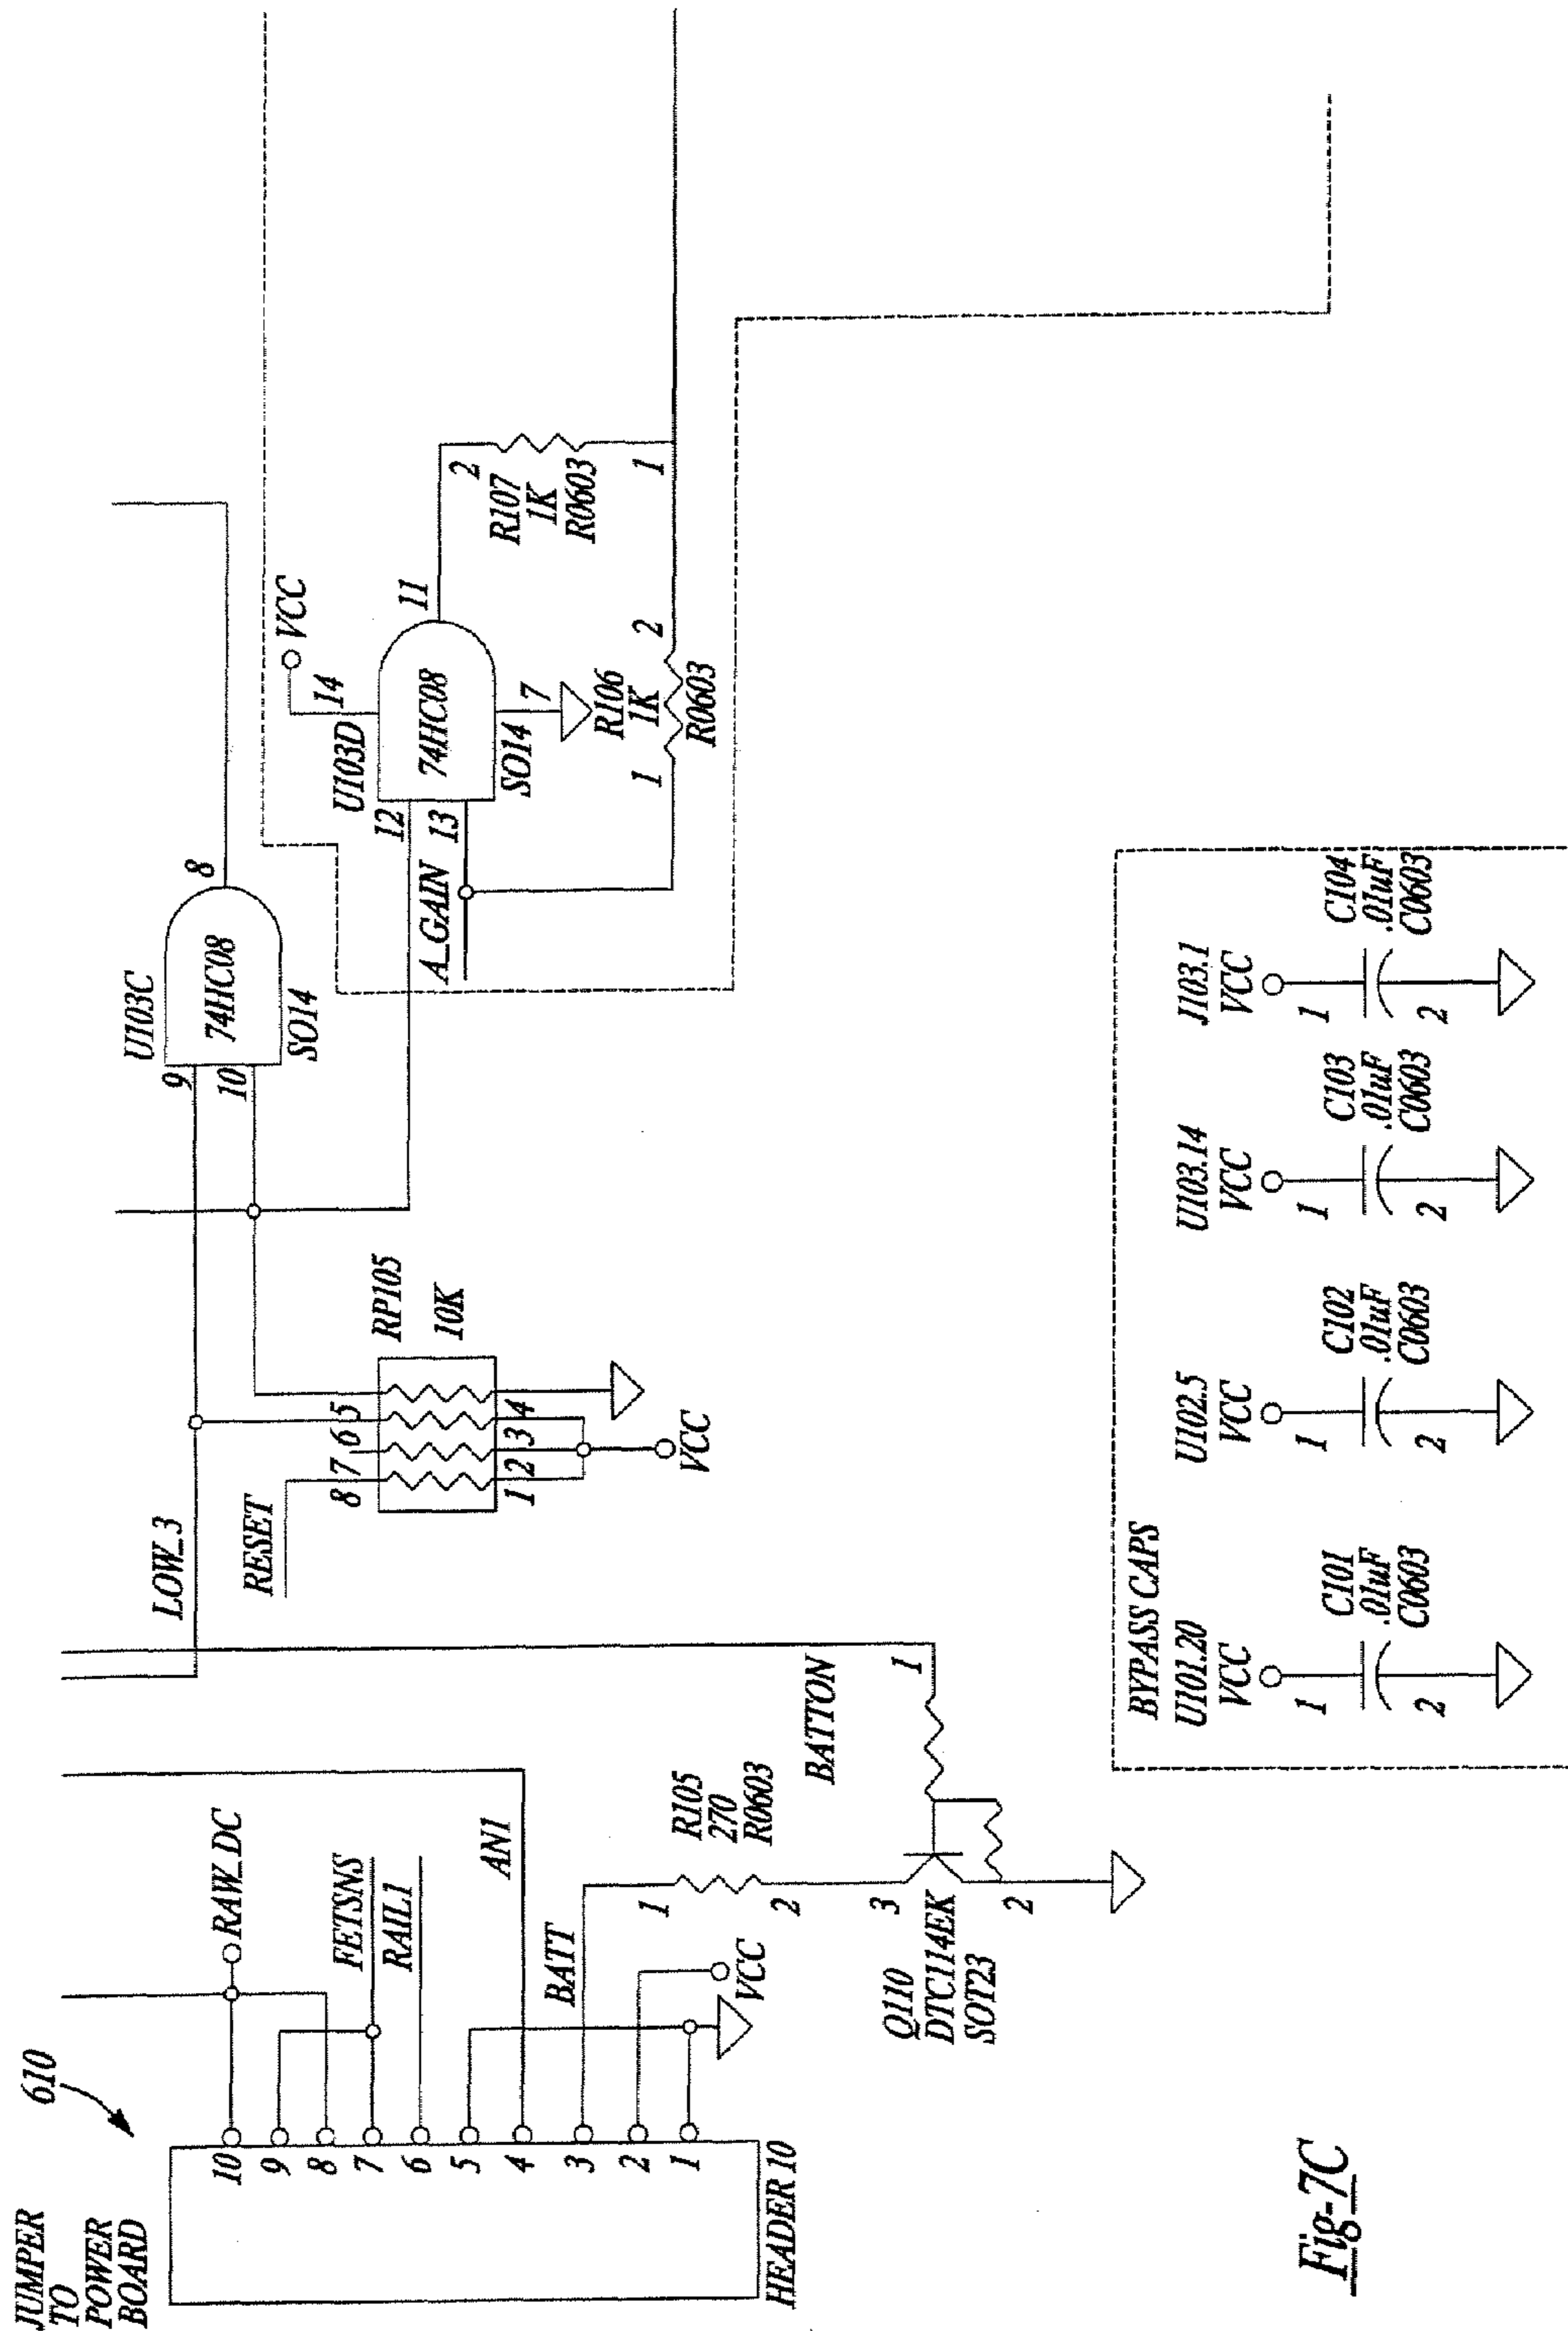 JUMPER
TO
POWER
BOARD
610
10
9
8
7
6
5
4
3
2
1
HEADER 10
RAW_DC
FETSNS
RAIL1
AN1
BATT
VCC
R105
270
R0603
1
2
BATTON
1
3
2
Q110
DTC114EK
SOT23
LOW_3
RESET
8
7
6
5
1
2
3
4
RP105
10K
VCC
U103C
9
10
74HC08
8
SO14
VCC
14
U103D
12
13
A_GAIN
74HC08
11
SO14
7
R107
1K
R0603
2
1
R106
1K
R0603
1
2
BYPASS CAPS
U101.20
VCC
1
2
C101
.01uF
C0603
U102.5
VCC
1
2
C102
.01uF
C0603
U103.14
VCC
1
2
C103
.01uF
C0603
J103.1
VCC
1
2
C104
.01uF
C0603
Fig-7C